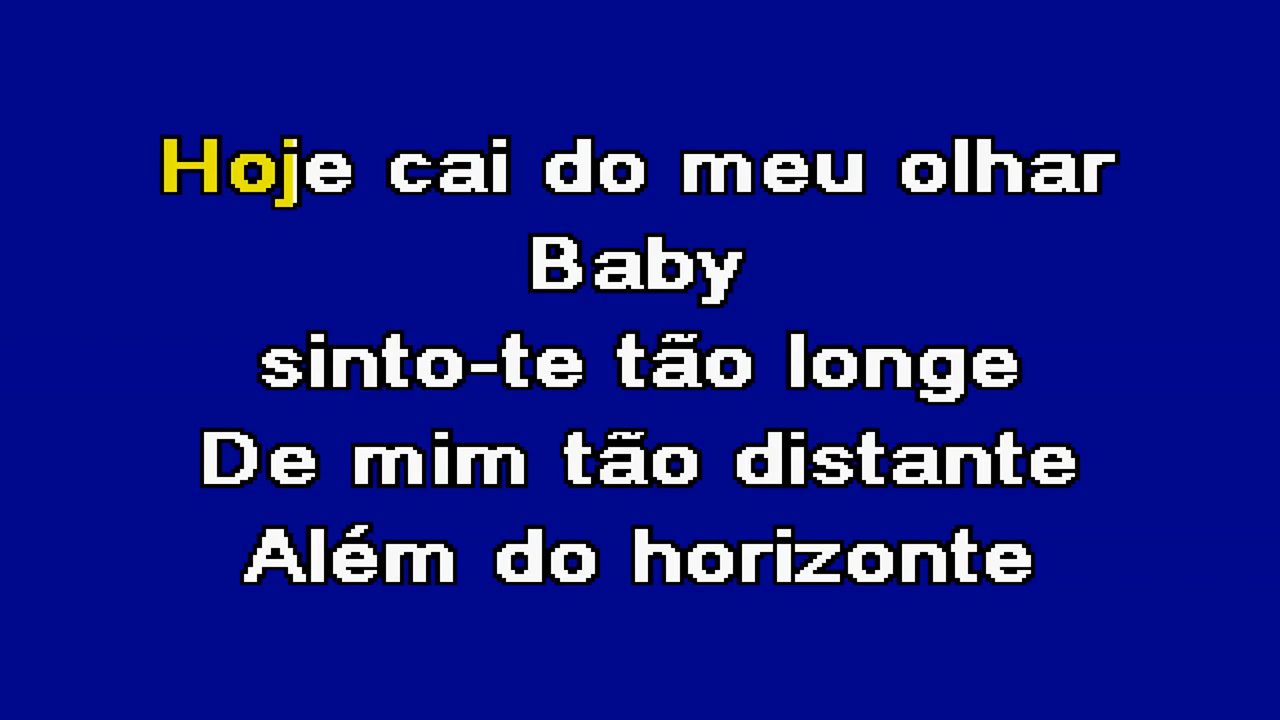 Hoje cai do meu olhar
Baby
sinto-te tão longe
De mim tão distante
Além do horizonte